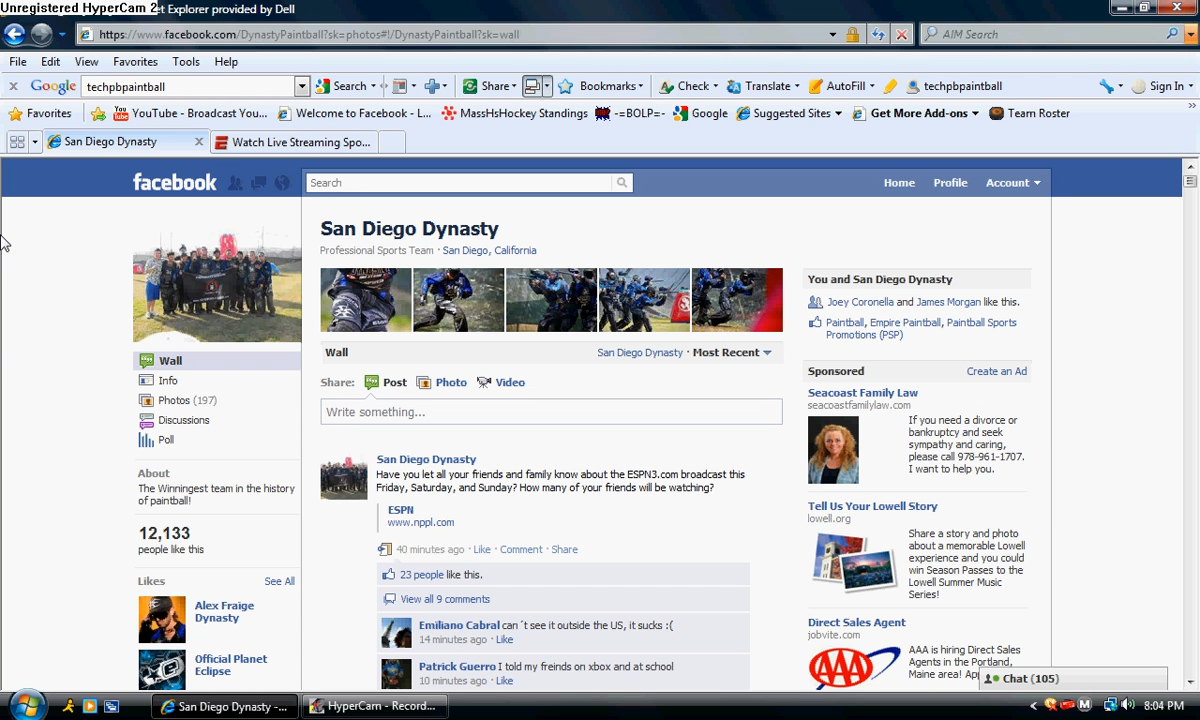 Unregistered HyperCam 2
et Explorer provided by Dell
https://www.facebook.com/DynastyPaintball?sk=photos#!/DynastyPaintball?sk=wall
AIM Search
File Edit View Favorites Tools Help
Google techpbpaintball Search Share Bookmarks Check Translate AutoFill techpbpaintball Sign In
Favorites YouTube - Broadcast You... Welcome to Facebook - L... MassHsHockey Standings -=BOLP=- Google Suggested Sites Get More Add-ons Team Roster
San Diego Dynasty Watch Live Streaming Spo...
facebook Search Home Profile Account
San Diego Dynasty
Professional Sports Team · San Diego, California
Wall San Diego Dynasty · Most Recent
Share: Post Photo Video
Write something...
San Diego Dynasty
Have you let all your friends and family know about the ESPN3.com broadcast this
Friday, Saturday, and Sunday? How many of your friends will be watching?
ESPN
www.nppl.com
40 minutes ago · Like · Comment · Share
23 people like this.
View all 9 comments
Emiliano Cabral can´t see it outside the US, it sucks :(
14 minutes ago · Like
Patrick Guerro I told my freinds on xbox and at school
10 minutes ago · Like
Wall
Info
Photos (197)
Discussions
Poll
About
The Winningest team in the history
of paintball!
12,133
people like this
Likes See All
Alex Fraige
Dynasty
Official Planet
Eclipse
You and San Diego Dynasty
Joey Coronella and James Morgan like this.
Paintball, Empire Paintball, Paintball Sports
Promotions (PSP)
Sponsored Create an Ad
Seacoast Family Law
seacoastfamilylaw.com
If you need a divorce or
bankruptcy and seek
sympathy and caring,
please call 978-961-1707.
I want to help you.
Tell Us Your Lowell Story
lowell.org
Share a story and photo
about a memorable Lowell
experience and you could
win Season Passes to the
Lowell Summer Music
Series!
Direct Sales Agent
jobvite.com
AAA is hiring Direct Sales
Agents in the Portland,
Maine area! Ap
AAA
Chat (105)
San Diego Dynasty -... HyperCam - Record... 8:04 PM